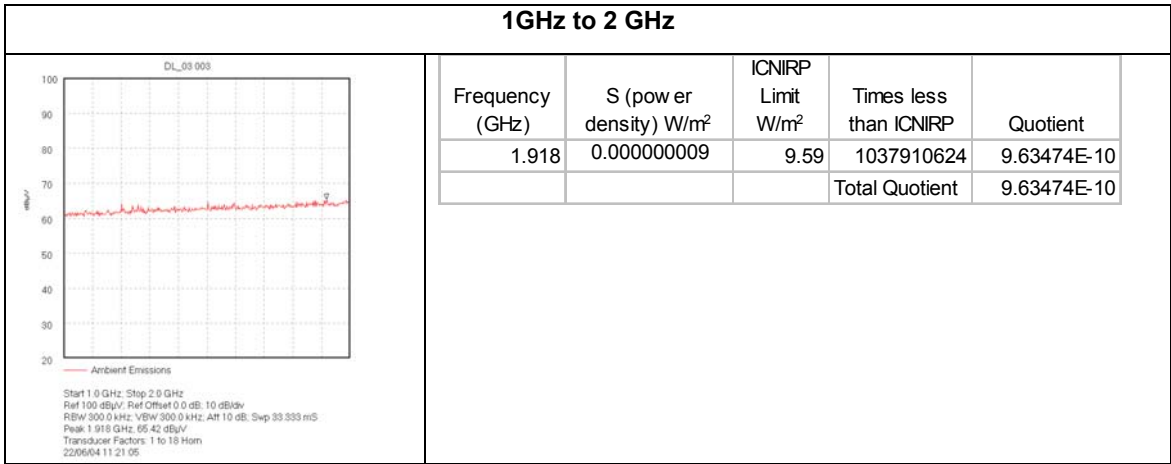 1GHz to 2 GHz
DL_03.003
100
90
80
70
60
50
40
30
20
dBµV
Ambient Emissions
Start 1.0 GHz; Stop 2.0 GHz
Ref 100 dBµV; Ref Offset 0.0 dB; 10 dB/div
RBW 300.0 kHz; VBW 300.0 kHz; Att 10 dB; Swp 33.333 mS
Peak 1.918 GHz, 65.42 dBµV
Transducer Factors: 1 to 18 Horn
22/06/04 11:21:05
Frequency (GHz) S (pow er density) W/m² ICNIRP Limit W/m² Times less than ICNIRP Quotient
1.918 0.000000009 9.59 1037910624 9.63474E-10
Total Quotient 9.63474E-10